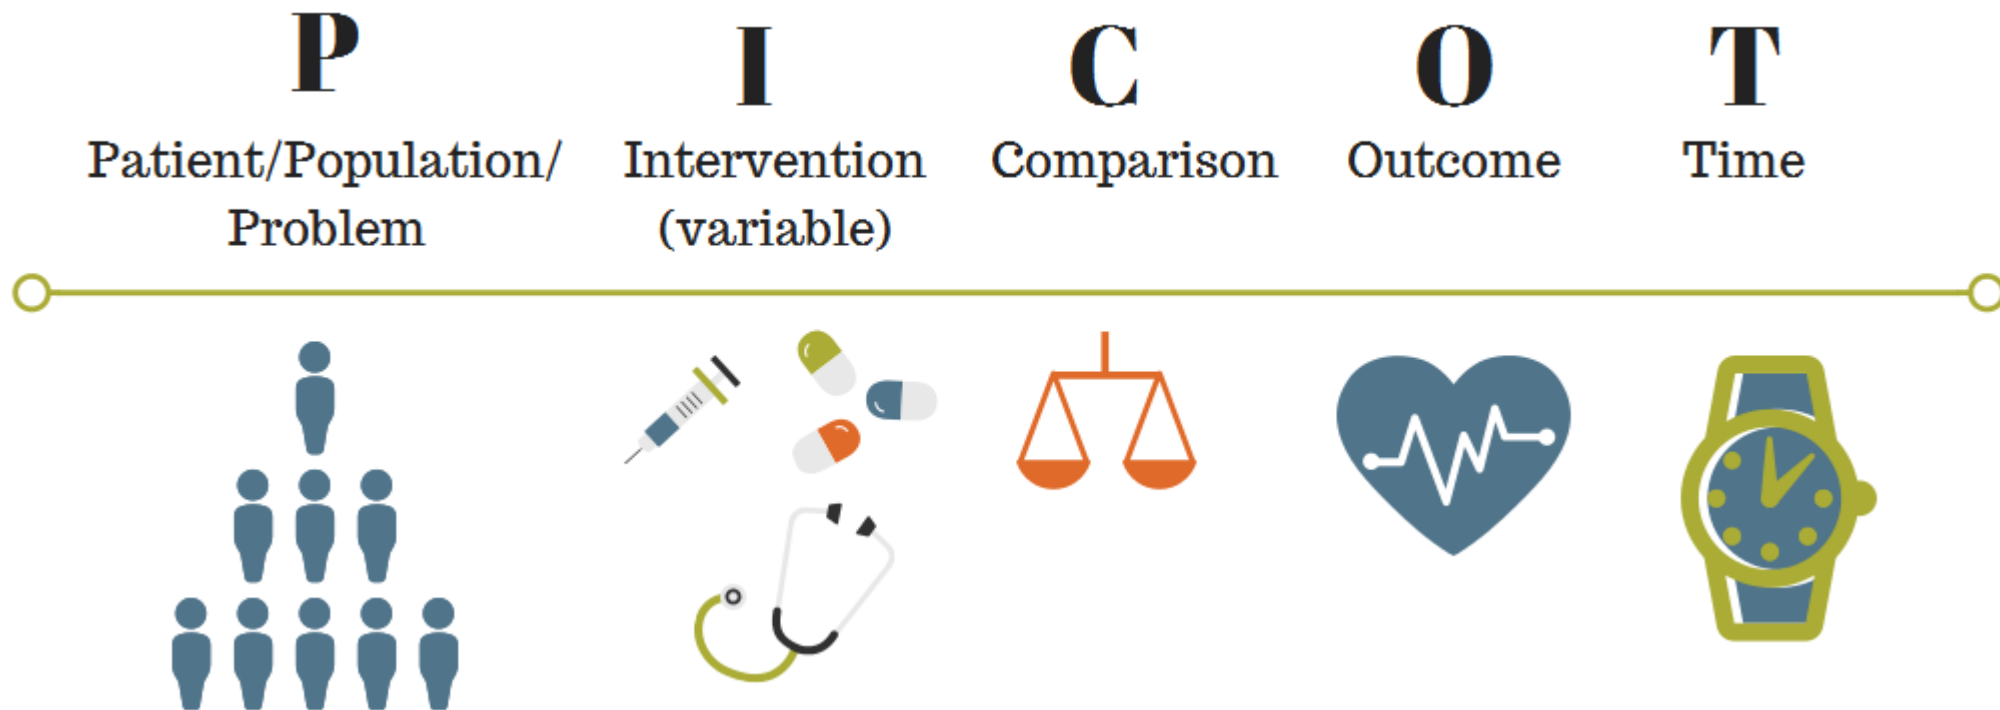 P I C O T
Patient/Population/ Intervention Comparison Outcome Time
Problem (variable)